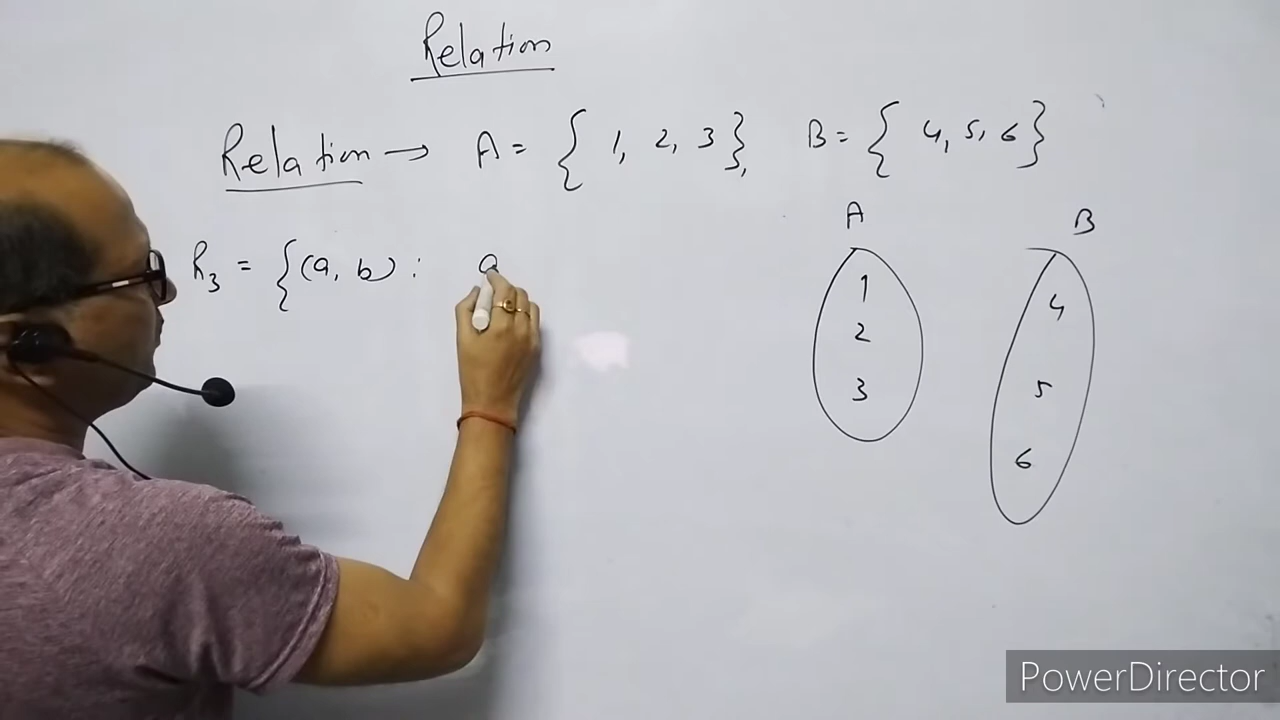 Relation
Relation → A = { 1, 2, 3 }, B = { 4, 5, 6 }
A B
R₃ = { (a, b) : a
1
2
3
4
5
6
PowerDirector